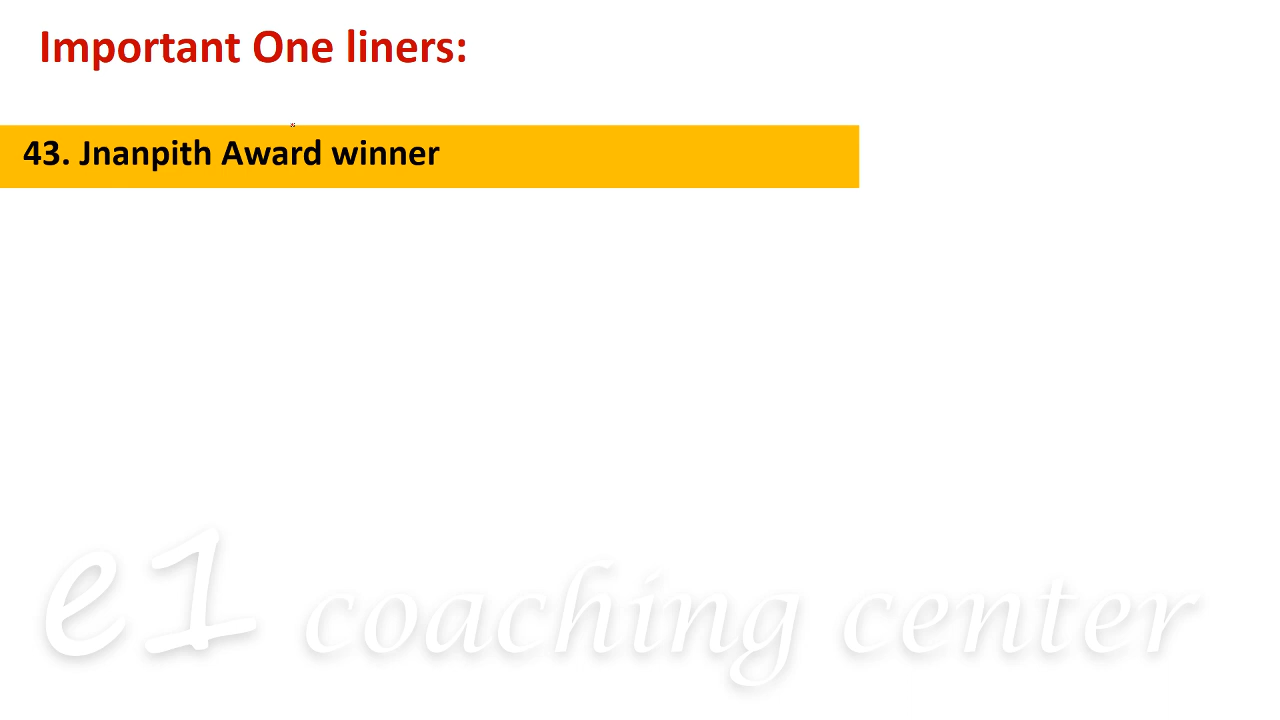 Important One liners:
43. Jnanpith Award winner
e1 coaching center